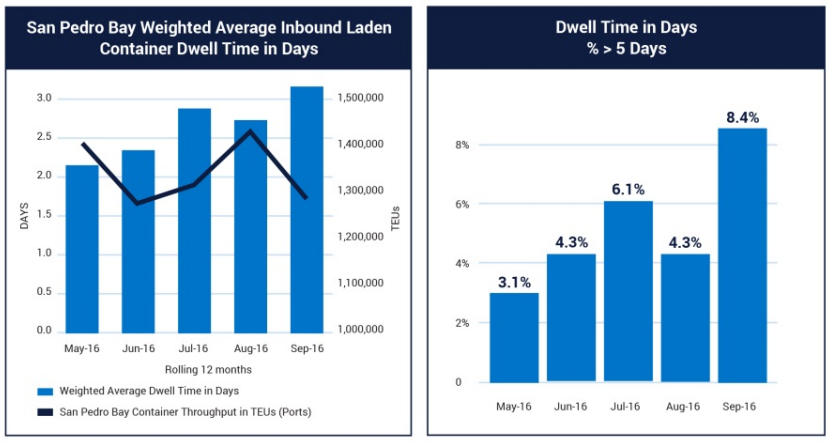 San Pedro Bay Weighted Average Inbound Laden
Container Dwell Time in Days
3.0
2.5
2.0
1.5
1.0
0.5
0.0
DAYS
1,500,000
1,400,000
1,300,000
1,200,000
1,100,000
1,000,000
TEUs
May-16 Jun-16 Jul-16 Aug-16 Sep-16
Rolling 12 months
Weighted Average Dwell Time in Days
San Pedro Bay Container Throughput in TEUs (Ports)
Dwell Time in Days
% > 5 Days
8%
6%
4%
2%
0
3.1%
4.3%
6.1%
4.3%
8.4%
May-16 Jun-16 Jul-16 Aug-16 Sep-16